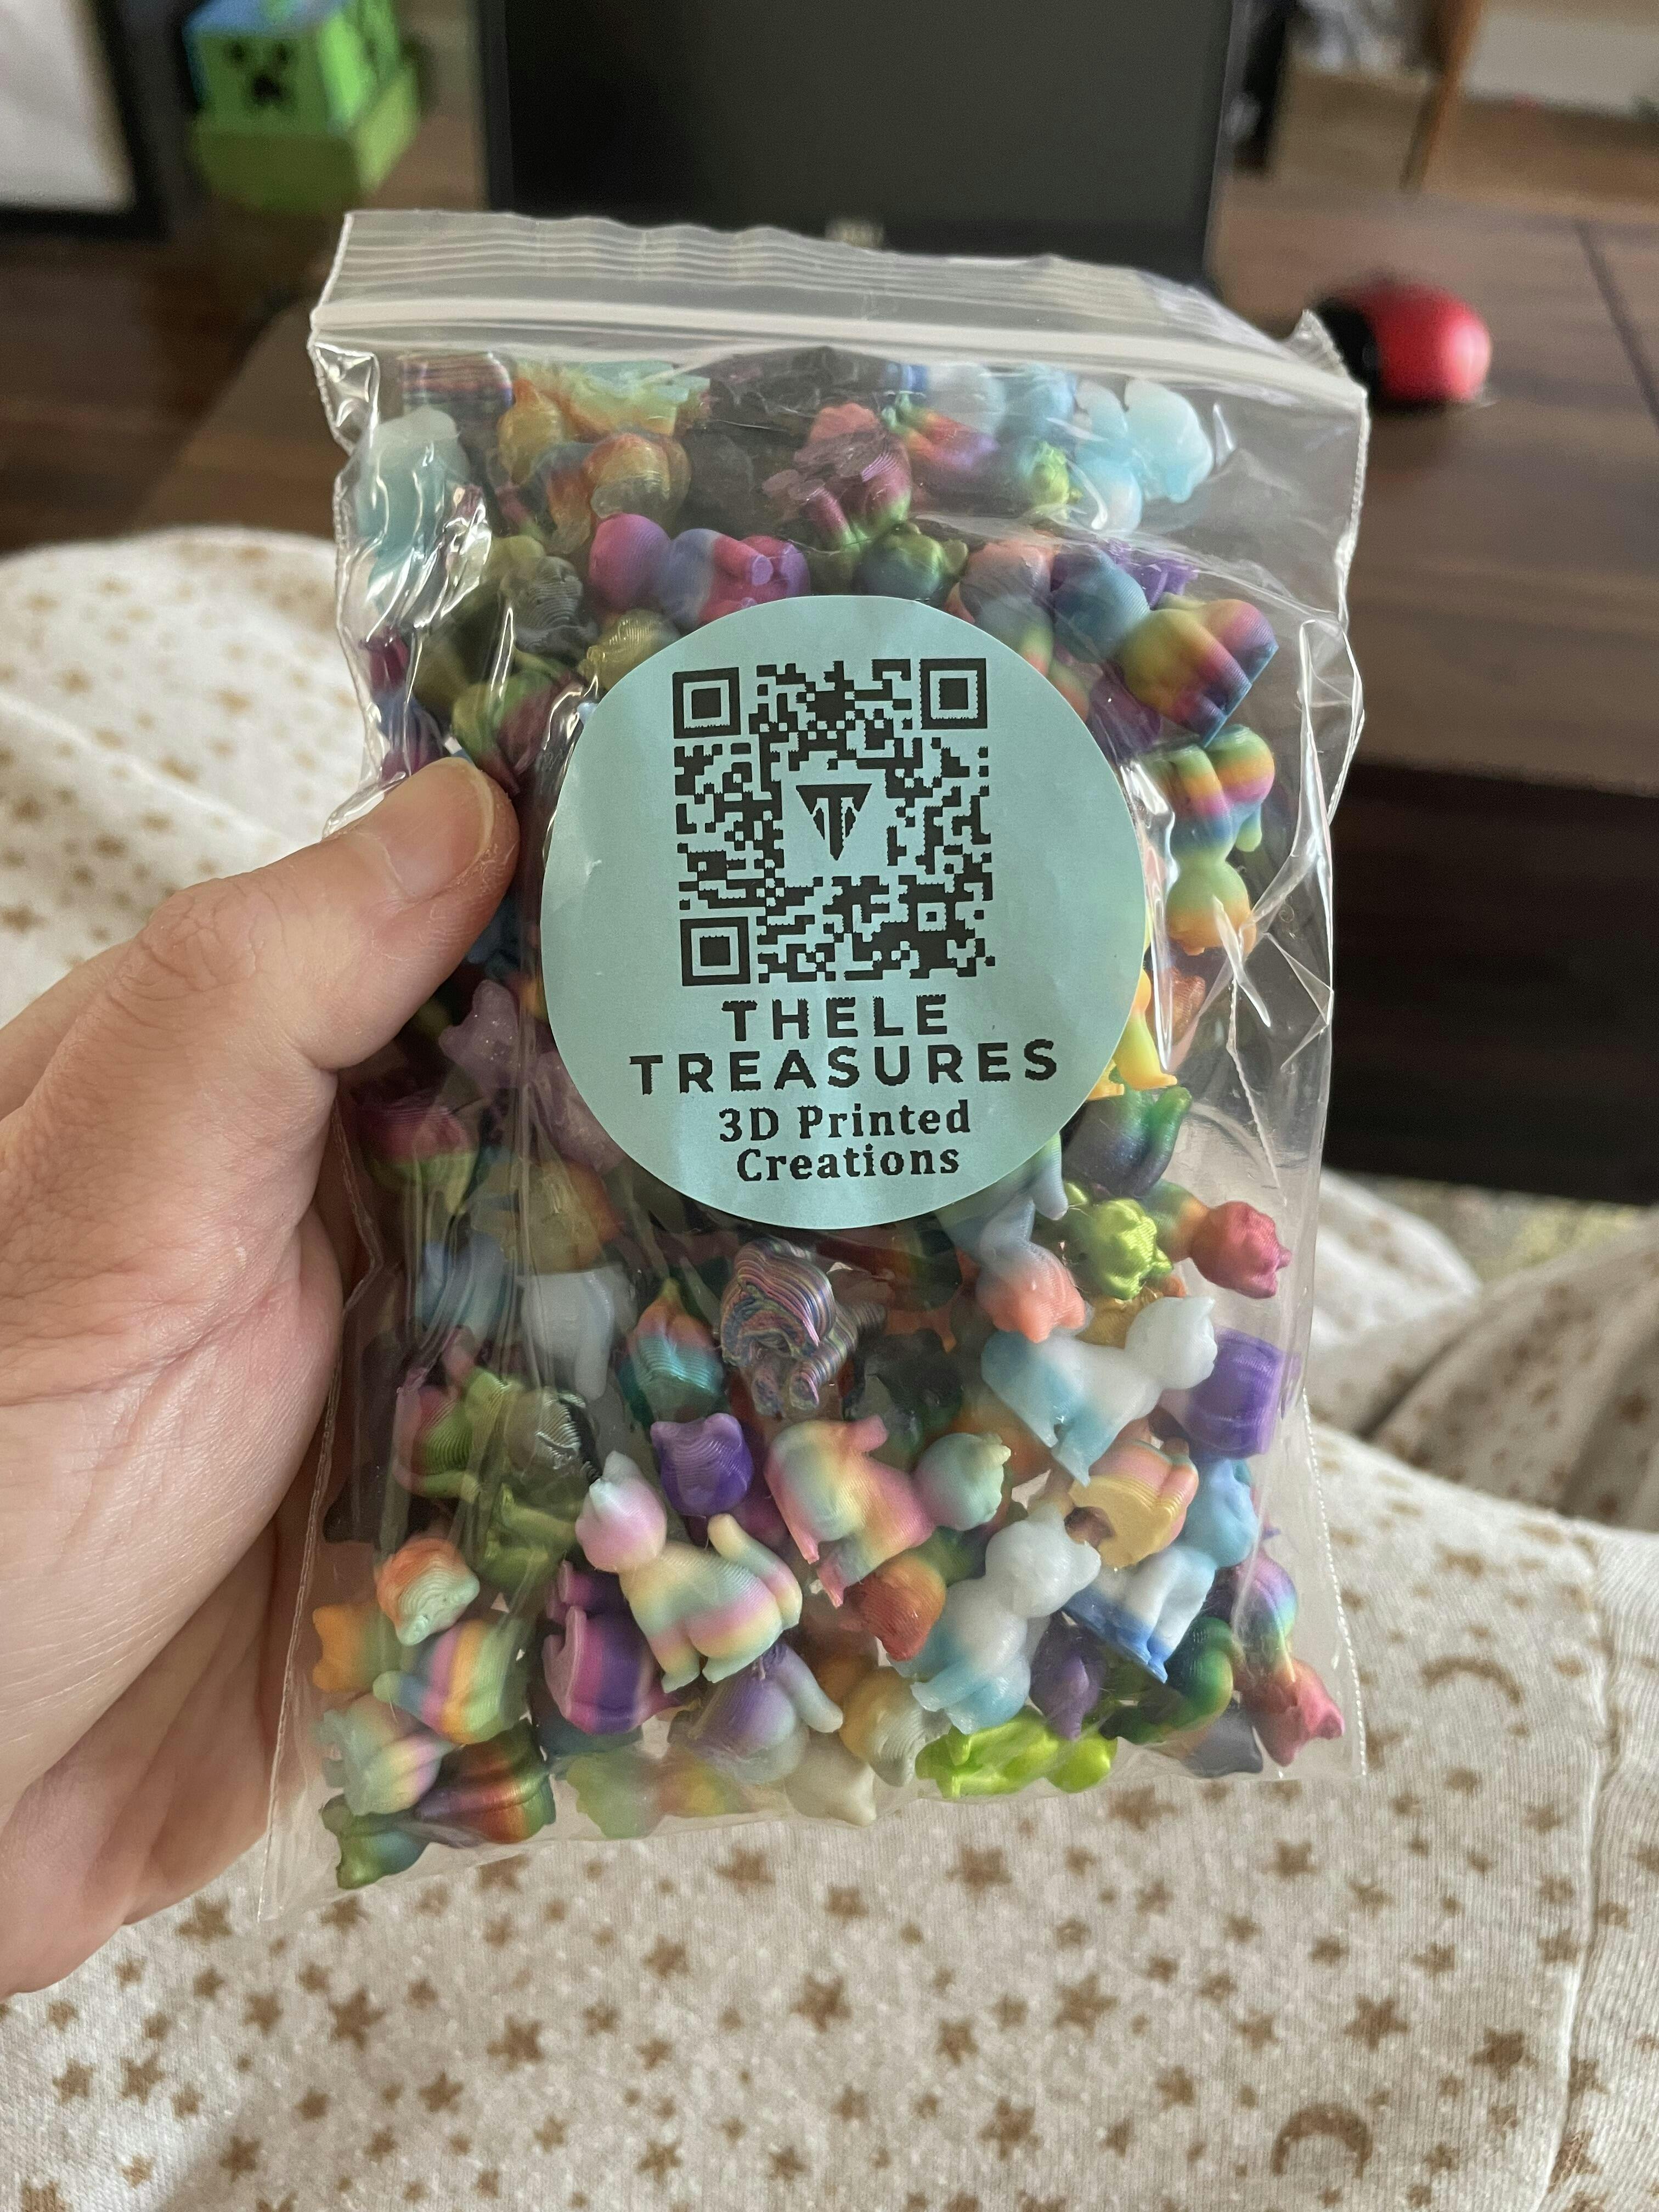 THELE
TREASURES
3D Printed
Creations